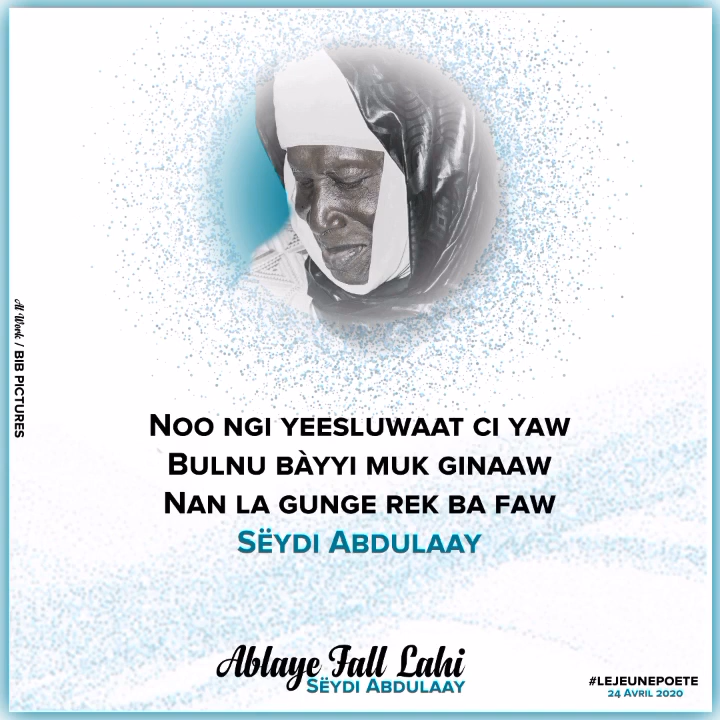 Al Work / BIB PICTURES
NOO NGI YEESLUWAAT CI YAW
BULNU BÀYYI MUK GINAAW
NAN LA GUNGE REK BA FAW
SËYDI ABDULAAY
Ablaye Fall Lahi
SËYDI ABDULAAY
#LEJEUNEPOETE
24 AVRIL 2020